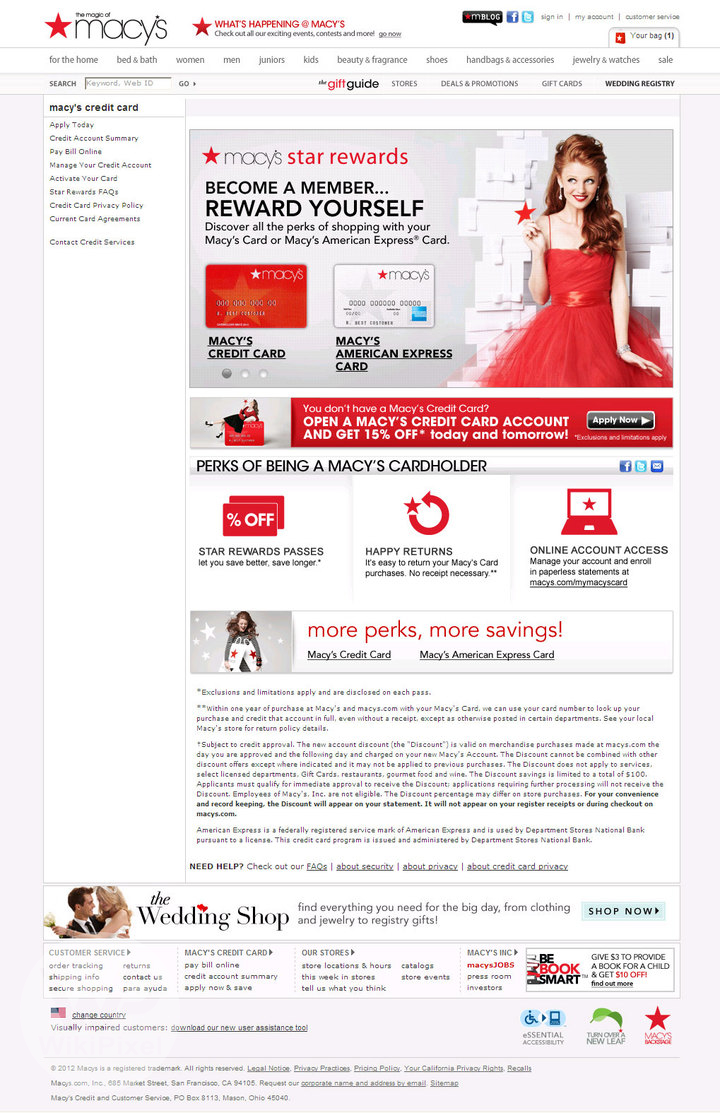 the magic of
macy's
WHAT'S HAPPENING @ MACY'S
Check out all our exciting events, contests and more! go now
mBLOG
sign in | my account | customer service
Your bag (1)
for the home bed & bath women men juniors kids beauty & fragrance shoes handbags & accessories jewelry & watches sale
SEARCH Keyword, Web ID GO
the giftguide STORES DEALS & PROMOTIONS GIFT CARDS WEDDING REGISTRY
macy's credit card
Apply Today
Credit Account Summary
Pay Bill Online
Manage Your Credit Account
Activate Your Card
Star Rewards FAQs
Credit Card Privacy Policy
Current Card Agreements
Contact Credit Services
macy's star rewards
BECOME A MEMBER...
REWARD YOURSELF
Discover all the perks of shopping with your
Macy's Card or Macy's American Express® Card.
macy's
macy's
MACY'S
CREDIT CARD
MACY'S
AMERICAN EXPRESS
CARD
macy's
You don't have a Macy's Credit Card?
OPEN A MACY'S CREDIT CARD ACCOUNT
AND GET 15% OFF* today and tomorrow!
Apply Now
*Exclusions and limitations apply
PERKS OF BEING A MACY'S CARDHOLDER
% OFF
STAR REWARDS PASSES
let you save better, save longer.*
HAPPY RETURNS
It's easy to return your Macy's Card
purchases. No receipt necessary.**
ONLINE ACCOUNT ACCESS
Manage your account and enroll
in paperless statements at
macys.com/mymacyscard
more perks, more savings!
Macy's Credit Card Macy's American Express Card
*Exclusions and limitations apply and are disclosed on each pass.
**Within one year of purchase at Macy's and macys.com with your Macy's Card, we can use your card number to look up your
purchase and credit that account in full, even without a receipt, except as otherwise posted in certain departments. See your local
Macy's store for return policy details.
†Subject to credit approval. The new account discount (the "Discount") is valid on merchandise purchases made at macys.com the
day you are approved and the following day and charged on your new Macy's Account. The Discount cannot be combined with other
discount offers except where indicated and it may not be applied to previous purchases. The Discount does not apply to services,
select licensed departments, Gift Cards, restaurants, gourmet food and wine. The Discount savings is limited to a total of $100.
Applicants must qualify for immediate approval to receive the Discount; applications requiring further processing will not receive the
Discount. Employees of Macy's, Inc. are not eligible. The Discount percentage may differ on store purchases. For your convenience
and record keeping, the Discount will appear on your statement. It will not appear on your register receipts or during checkout on
macys.com.
American Express is a federally registered service mark of American Express and is used by Department Stores National Bank
pursuant to a license. This credit card program is issued and administered by Department Stores National Bank.
NEED HELP? Check out our FAQs | about security | about privacy | about credit card privacy
the
Wedding Shop
find everything you need for the big day, from clothing
and jewelry to registry gifts!
SHOP NOW
CUSTOMER SERVICE
order tracking returns
shipping info contact us
secure shopping para ayuda
MACY'S CREDIT CARD
pay bill online
credit account summary
apply now & save
OUR STORES
store locations & hours catalogs
this week in stores store events
tell us what you think
MACY'S INC
macysJOBS
press room
investors
BE
BOOK
SMART
GIVE $3 TO PROVIDE
A BOOK FOR A CHILD
& GET $10 OFF!
find out more
change country
Visually impaired customers: download our new user assistance tool
eSSENTIAL
ACCESSIBILITY
TURN OVER A
NEW LEAF
MACY'S
BACKSTAGE
© 2012 Macys is a registered trademark. All rights reserved. Legal Notice, Privacy Practices, Pricing Policy, Your California Privacy Rights, Recalls
Macys.com, Inc., 685 Market Street, San Francisco, CA 94105. Request our corporate name and address by email. Sitemap
Macy's Credit and Customer Service, PO Box 8113, Mason, Ohio 45040.
WikiPixel